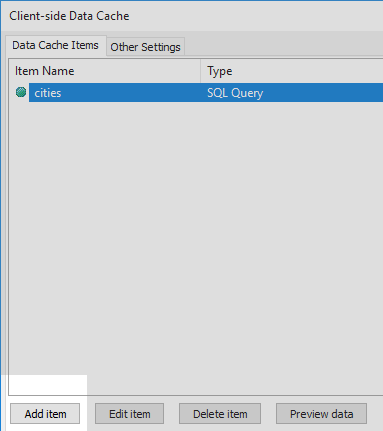 Client-side Data Cache
Data Cache Items Other Settings
Item Name Type
cities SQL Query
Add item Edit item Delete item Preview data